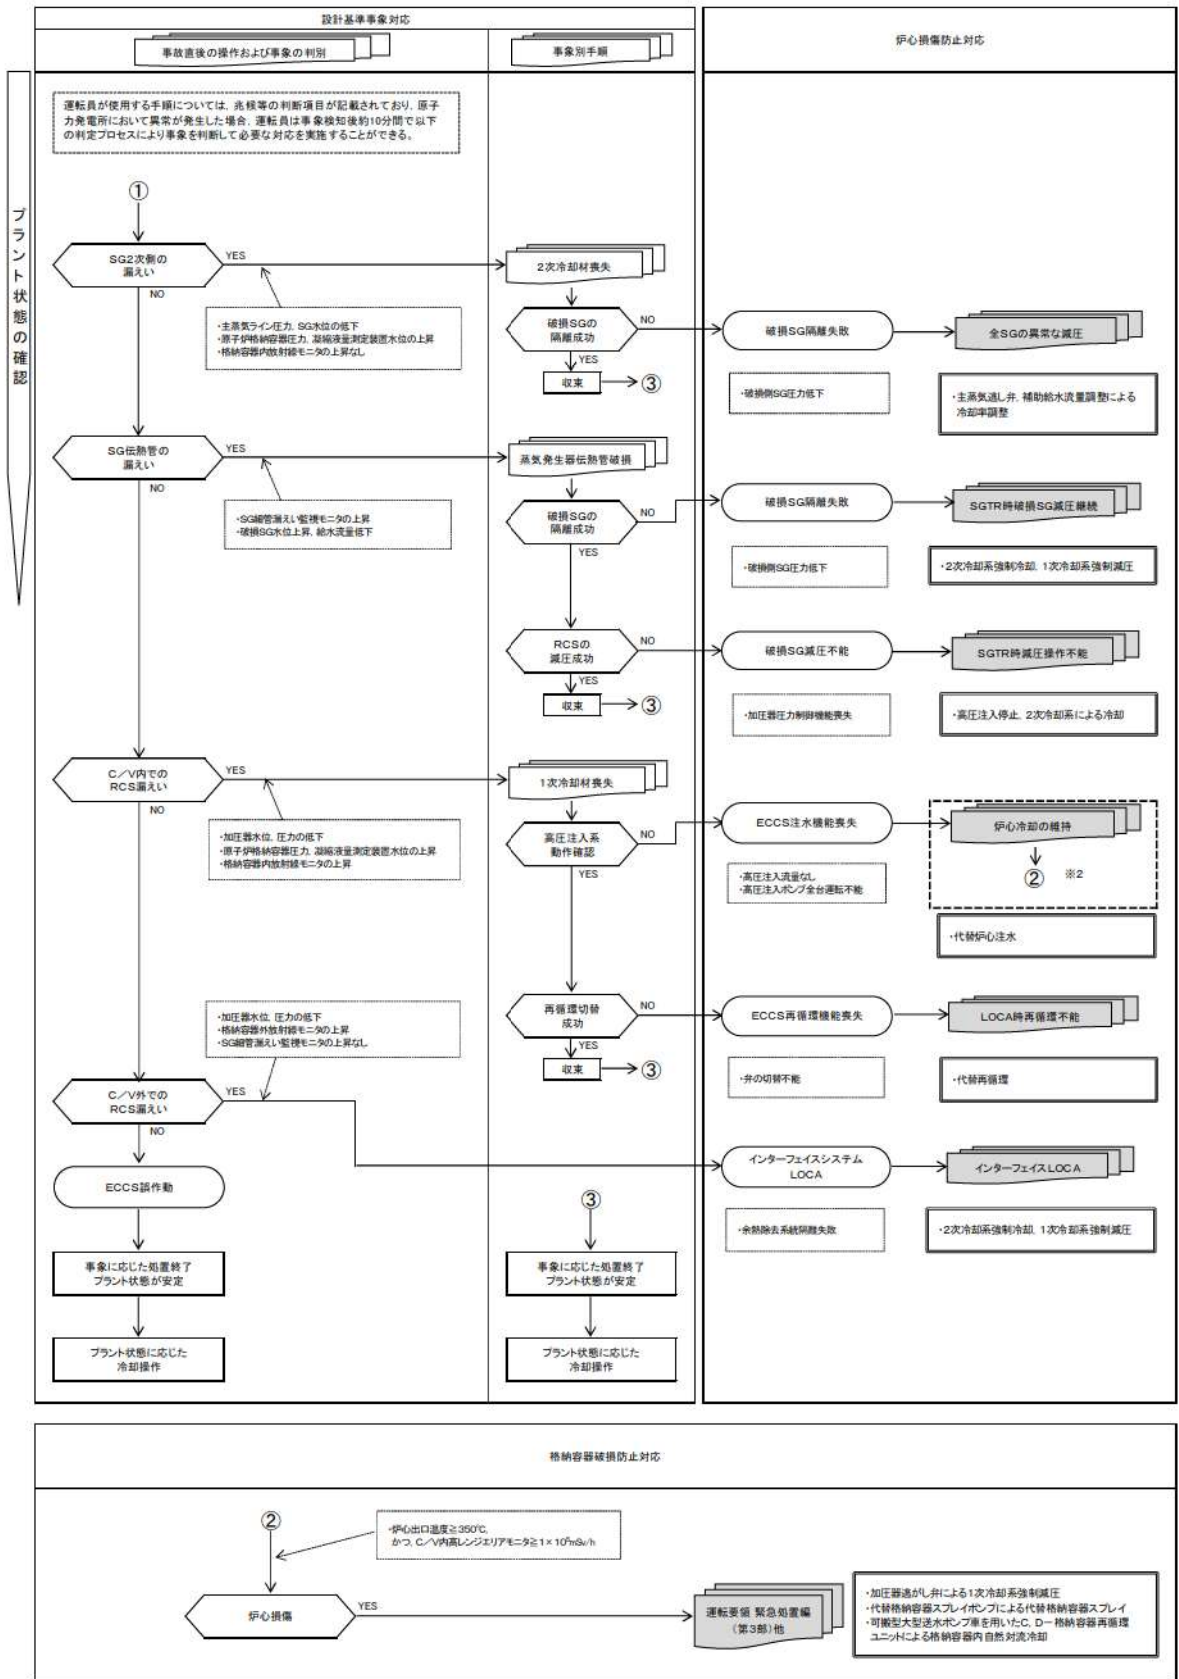 設計基準事象対応
事故直後の操作および事象の判別
事象別手順
炉心損傷防止対応
プラント状態の確認
運転員が使用する手順については，兆候等の判断項目が記載されており，原子
力発電所において異常が発生した場合，運転員は事象検知後約10分間で以下
の判定プロセスにより事象を判断して必要な対応を実施することができる。
①
SG2次側の
漏えい
YES
NO
・主蒸気ライン圧力，SG水位の低下
・原子炉格納容器圧力，凝縮液量測定装置水位の上昇
・格納容器内放射線モニタの上昇なし
2次冷却材喪失
破損SGの
隔離成功
NO
YES
収束
③
破損SG隔離失敗
全SGの異常な減圧
・破損側SG圧力低下
・主蒸気逃し弁，補助給水流量調整による
冷却率調整
SG伝熱管の
漏えい
YES
NO
・SG細管漏えい監視モニタの上昇
・破損SG水位上昇，給水流量低下
蒸気発生器伝熱管破損
破損SGの
隔離成功
NO
YES
破損SG隔離失敗
SGTR時破損SG減圧継続
・破損側SG圧力低下
・2次冷却系強制冷却，1次冷却系強制減圧
RCSの
減圧成功
NO
YES
収束
③
破損SG減圧不能
SGTR時減圧操作不能
・加圧器圧力制御機能喪失
・高圧注入停止，2次冷却系による冷却
C／V内での
RCS漏えい
YES
NO
・加圧器水位，圧力の低下
・原子炉格納容器圧力，凝縮液量測定装置水位の上昇
・格納容器内放射線モニタの上昇
1次冷却材喪失
高圧注入系
動作確認
NO
YES
ECCS注水機能喪失
炉心冷却の維持
② ※2
・高圧注入流量なし
・高圧注入ポンプ全台運転不能
・代替炉心注水
再循環切替
成功
NO
YES
収束
③
ECCS再循環機能喪失
LOCA時再循環不能
・弁の切替不能
・代替再循環
・加圧器水位，圧力の低下
・格納容器外放射線モニタの上昇
・SG細管漏えい監視モニタの上昇なし
C／V外での
RCS漏えい
YES
NO
インターフェイスシステム
LOCA
インターフェイスLOCA
・余熱除去系統隔離失敗
・2次冷却系強制冷却，1次冷却系強制減圧
ECCS誤作動
事象に応じた処置終了
プラント状態が安定
プラント状態に応じた
冷却操作
③
事象に応じた処置終了
プラント状態が安定
プラント状態に応じた
冷却操作
格納容器破損防止対応
②
・炉心出口温度≧350℃，
かつ，C／V内高レンジエリアモニタ≧1×10⁵mSv/h
炉心損傷
YES
運転要領 緊急処置編
（第3部）他
・加圧器逃がし弁による1次冷却系強制減圧
・代替格納容器スプレイポンプによる代替格納容器スプレイ
・可搬型大型送水ポンプ車を用いたC，D－格納容器再循環
ユニットによる格納容器内自然対流冷却